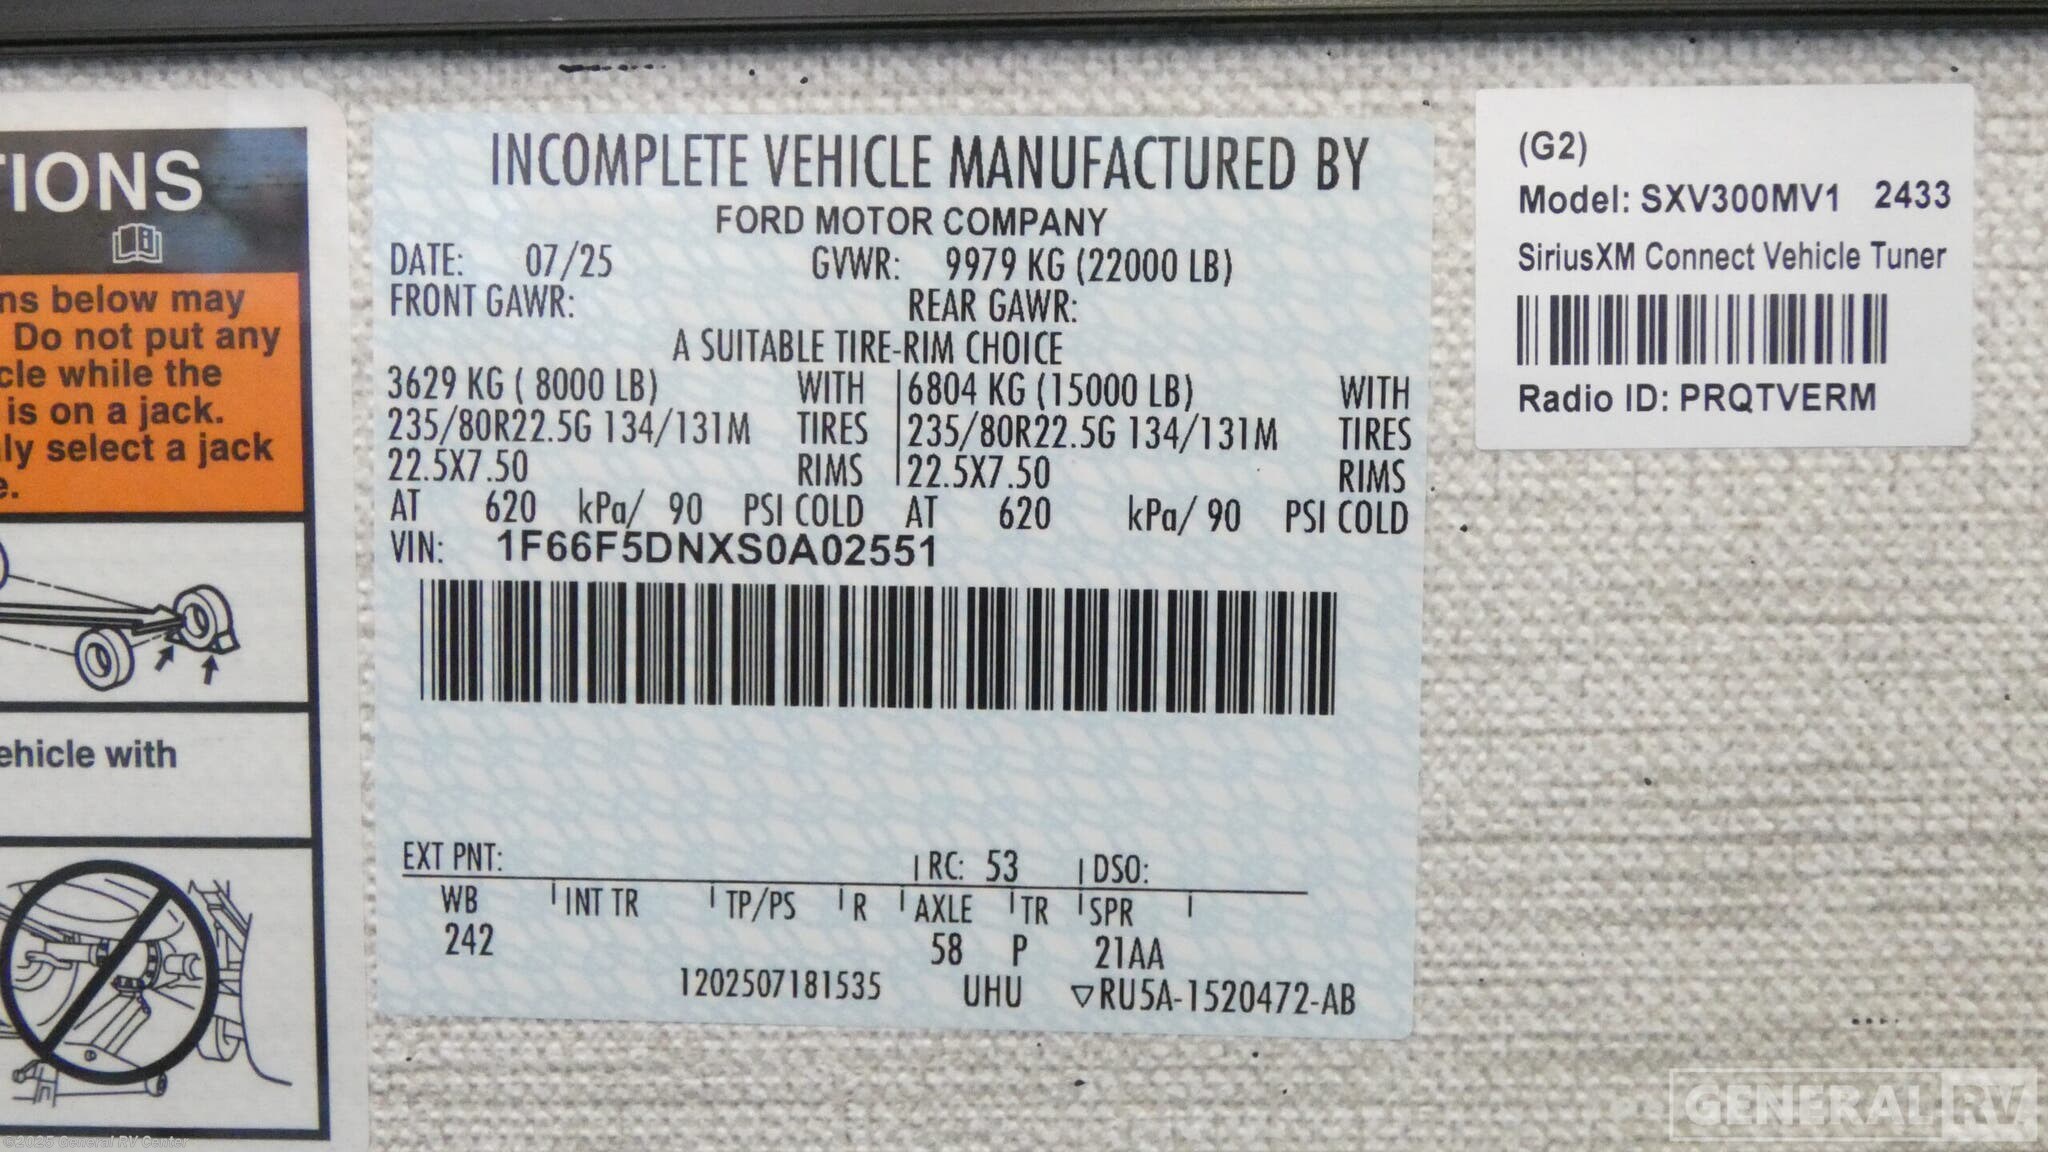 IONS
ns below may
Do not put any
cle while the
is on a jack.
ly select a jack
e.
ehicle with
INCOMPLETE VEHICLE MANUFACTURED BY
FORD MOTOR COMPANY
DATE: 07/25 GVWR: 9979 KG (22000 LB)
FRONT GAWR: REAR GAWR:
A SUITABLE TIRE-RIM CHOICE
3629 KG ( 8000 LB) WITH 6804 KG (15000 LB) WITH
235/80R22.5G 134/131M TIRES 235/80R22.5G 134/131M TIRES
22.5X7.50 RIMS 22.5X7.50 RIMS
AT 620 kPa/ 90 PSI COLD AT 620 kPa/ 90 PSI COLD
VIN: 1F66F5DNXS0A02551
EXT PNT: RC: 53 DSO:
WB INT TR TP/PS R AXLE TR SPR
242 58 P 21AA
1202507181535 UHU ▽RU5A-1520472-AB
(G2)
Model: SXV300MV1 2433
SiriusXM Connect Vehicle Tuner
Radio ID: PRQTVERM
GENERAL RV
©2025 General RV Center